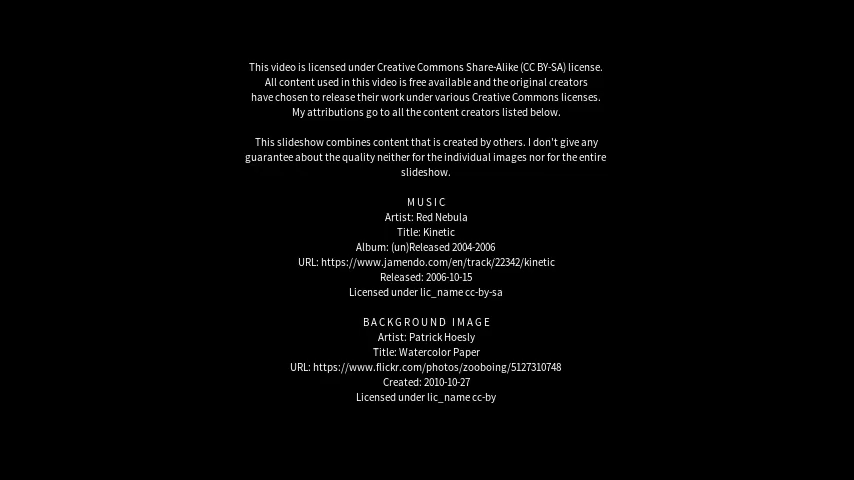 This video is licensed under Creative Commons Share-Alike (CC BY-SA) license.
All content used in this video is free available and the original creators
have chosen to release their work under various Creative Commons licenses.
My attributions go to all the content creators listed below.
This slideshow combines content that is created by others. I don't give any
guarantee about the quality neither for the individual images nor for the entire
slideshow.
MUSIC
Artist: Red Nebula
Title: Kinetic
Album: (un)Released 2004-2006
URL: https://www.jamendo.com/en/track/22342/kinetic
Released: 2006-10-15
Licensed under lic_name cc-by-sa
BACKGROUND IMAGE
Artist: Patrick Hoesly
Title: Watercolor Paper
URL: https://www.flickr.com/photos/zooboing/5127310748
Created: 2010-10-27
Licensed under lic_name cc-by